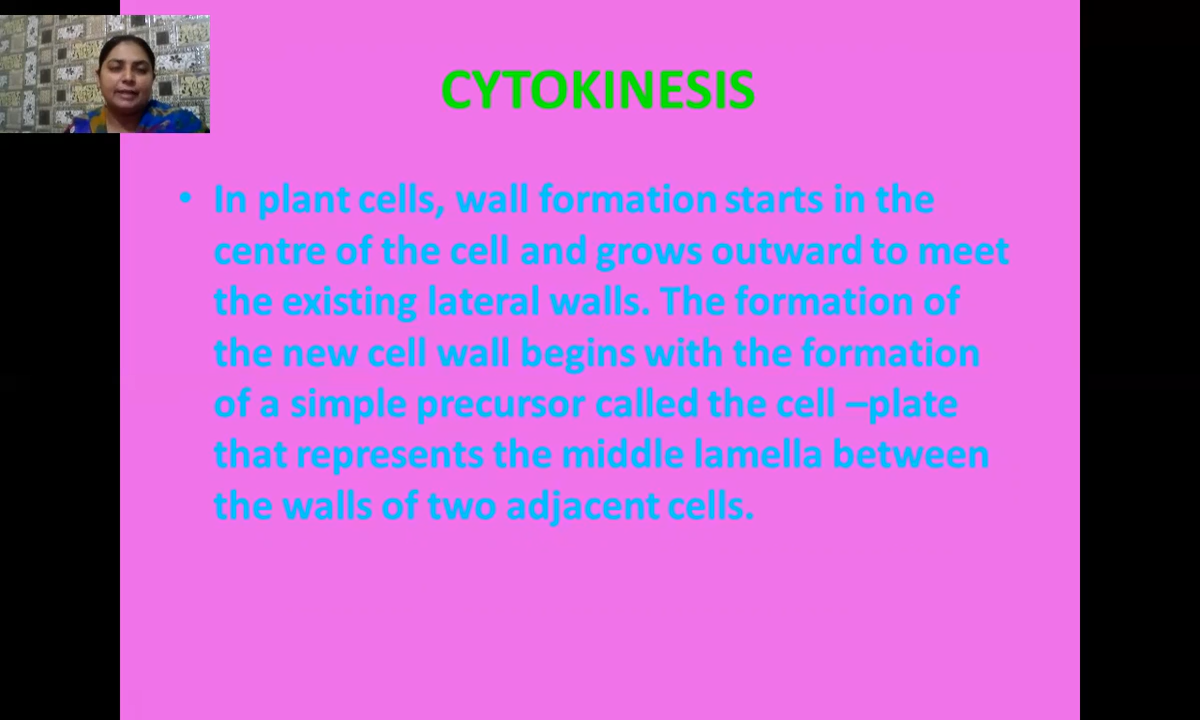 CYTOKINESIS
• In plant cells, wall formation starts in the
centre of the cell and grows outward to meet
the existing lateral walls. The formation of
the new cell wall begins with the formation
of a simple precursor called the cell –plate
that represents the middle lamella between
the walls of two adjacent cells.